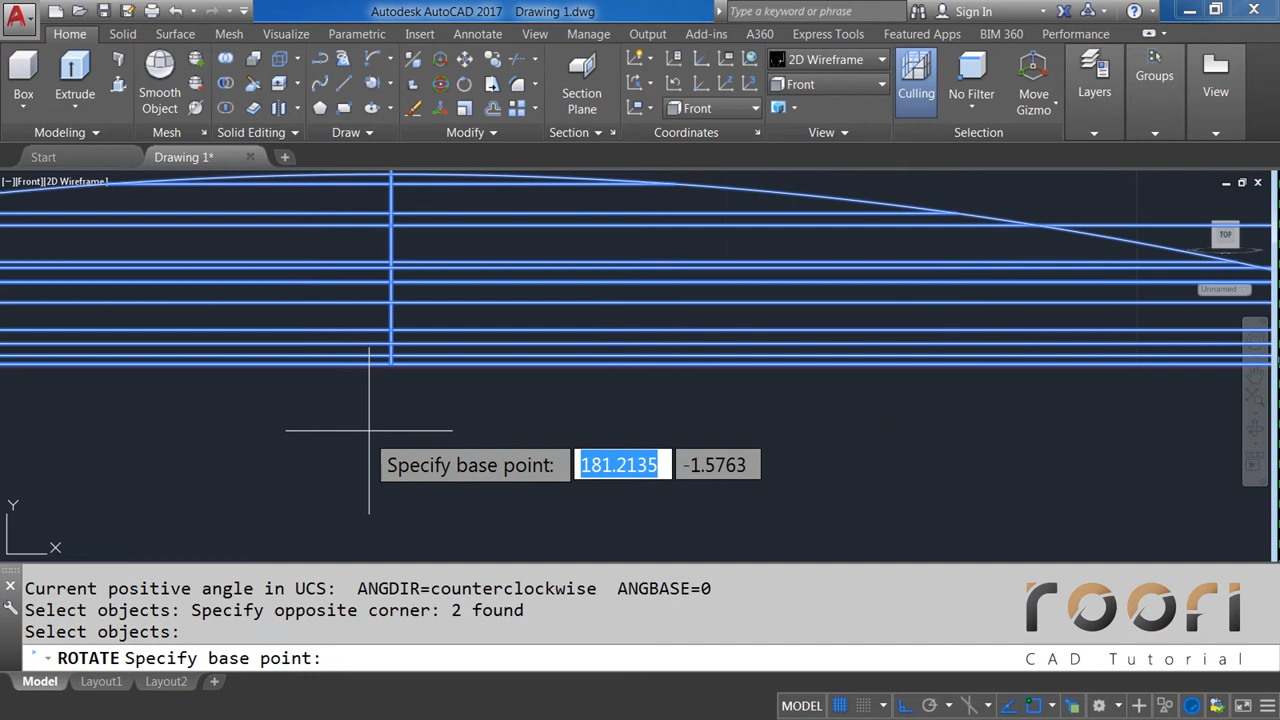 Autodesk AutoCAD 2017 Drawing 1.dwg
Type a keyword or phrase
Sign In
Home Solid Surface Mesh Visualize Parametric Insert Annotate View Manage Output Add-ins A360 Express Tools Featured Apps BIM 360 Performance
Box
Extrude
Smooth
Object
Section
Plane
Front
2D Wireframe
Front
Culling
No Filter
Move
Gizmo
Layers
Groups
View
Modeling
Mesh
Solid Editing
Draw
Modify
Section
Coordinates
View
Selection
Start
Drawing 1*
[−][Front][2D Wireframe]
TOP
Unnamed
Specify base point: 181.2135 -1.5763
Y
X
Current positive angle in UCS: ANGDIR=counterclockwise ANGBASE=0
Select objects: Specify opposite corner: 2 found
Select objects:
ROTATE Specify base point:
roori
CAD Tutorial
Model Layout1 Layout2
MODEL